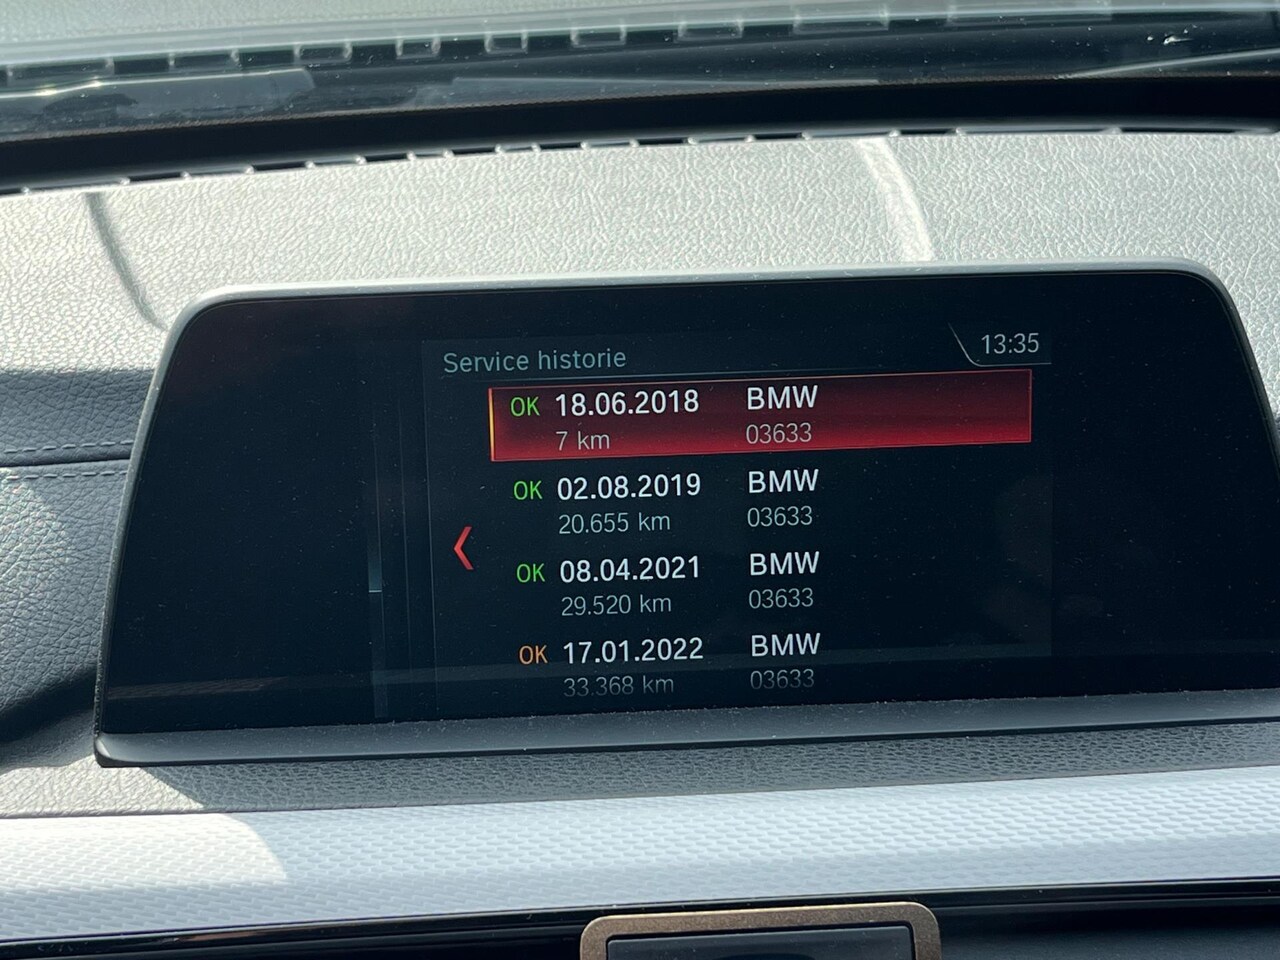 Service historie
13:35
OK 18.06.2018 BMW
7 km 03633
OK 02.08.2019 BMW
20.655 km 03633
OK 08.04.2021 BMW
29.520 km 03633
OK 17.01.2022 BMW
33.368 km 03633